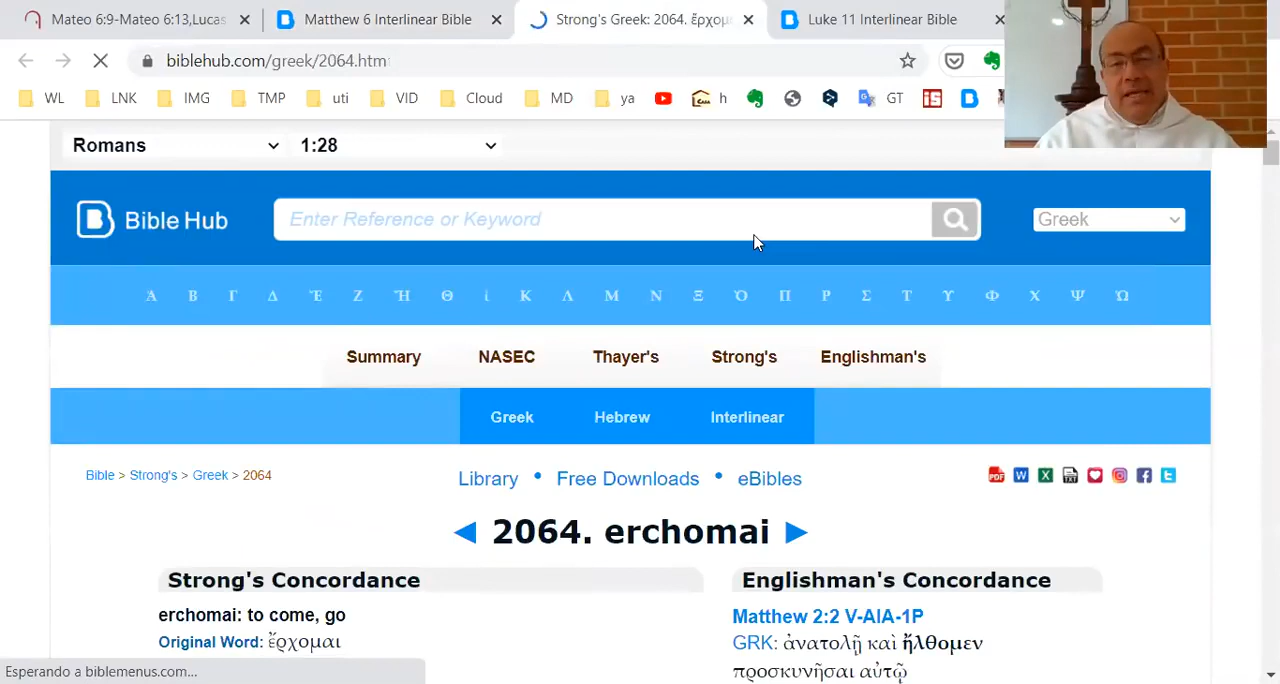 Mateo 6:9-Mateo 6:13,Lucas
Matthew 6 Interlinear Bible
Strong's Greek: 2064. ἔρχομ
Luke 11 Interlinear Bible
biblehub.com/greek/2064.htm
WL LNK IMG TMP uti VID Cloud MD ya h GT
Romans 1:28
Bible Hub
Enter Reference or Keyword
Greek
Ἀ Β Γ Δ Ἐ Ζ Ἡ Θ ἰ Κ Λ Μ Ν Ξ Ὀ Π Ρ Σ Τ Υ Φ Χ Ψ Ὠ
Summary NASEC Thayer's Strong's Englishman's
Greek Hebrew Interlinear
Bible > Strong's > Greek > 2064
Library • Free Downloads • eBibles
◄ 2064. erchomai ►
Strong's Concordance
erchomai: to come, go
Original Word: ἔρχομαι
Englishman's Concordance
Matthew 2:2 V-AIA-1P
GRK: ἀνατολῇ καὶ ἤλθομεν
προσκυνῆσαι αὐτῷ
Esperando a biblemenus.com...